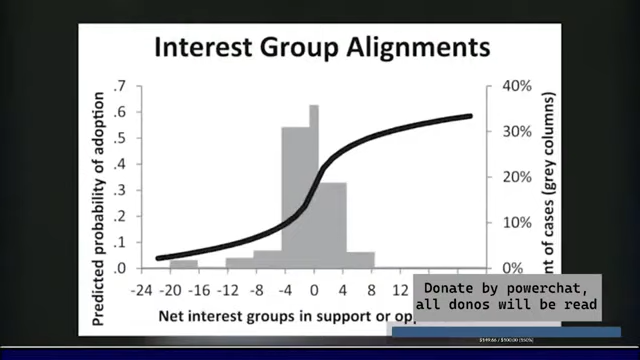 Interest Group Alignments
Predicted probability of adoption
.7
.6
.5
.4
.3
.2
.1
.0
40%
30%
20%
10%
0%
nt of cases (grey columns)
-24 -20 -16 -12 -8 -4 0 4 8 12
Net interest groups in support or opp
Donate by powerchat,
all donos will be read